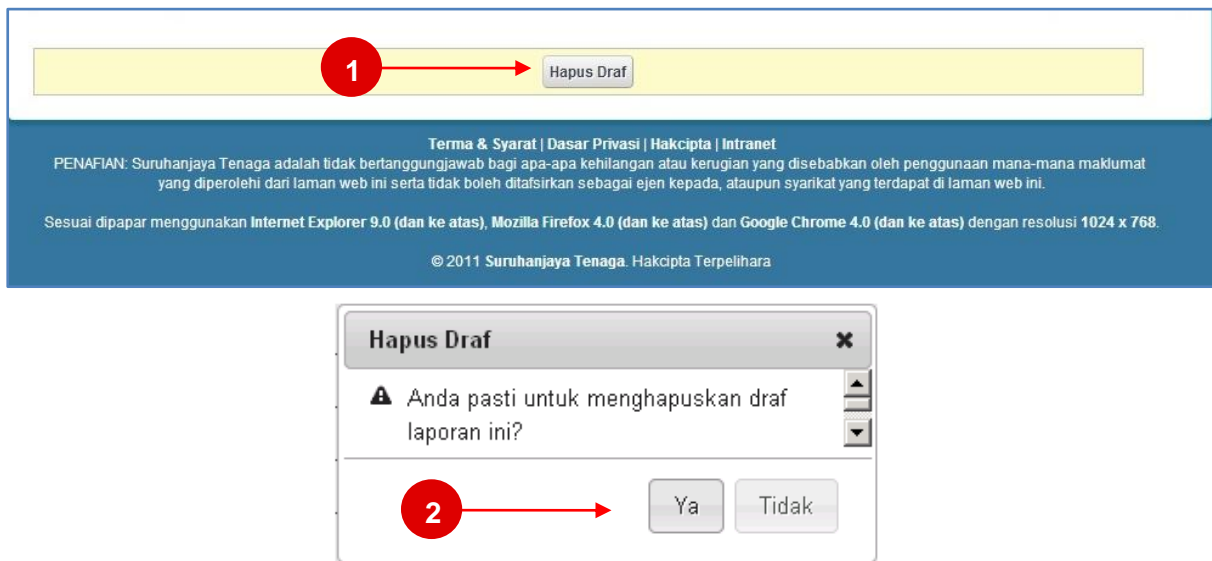 1
Hapus Draf
Terma & Syarat | Dasar Privasi | Hakcipta | Intranet
PENAFIAN: Suruhanjaya Tenaga adalah tidak bertanggungjawab bagi apa-apa kehilangan atau kerugian yang disebabkan oleh penggunaan mana-mana maklumat
yang diperolehi dari laman web ini serta tidak boleh ditafsirkan sebagai ejen kepada, ataupun syarikat yang terdapat di laman web ini.
Sesuai dipapar menggunakan Internet Explorer 9.0 (dan ke atas), Mozilla Firefox 4.0 (dan ke atas) dan Google Chrome 4.0 (dan ke atas) dengan resolusi 1024 x 768.
© 2011 Suruhanjaya Tenaga. Hakcipta Terpelihara
Hapus Draf
Anda pasti untuk menghapuskan draf
laporan ini?
2
Ya Tidak